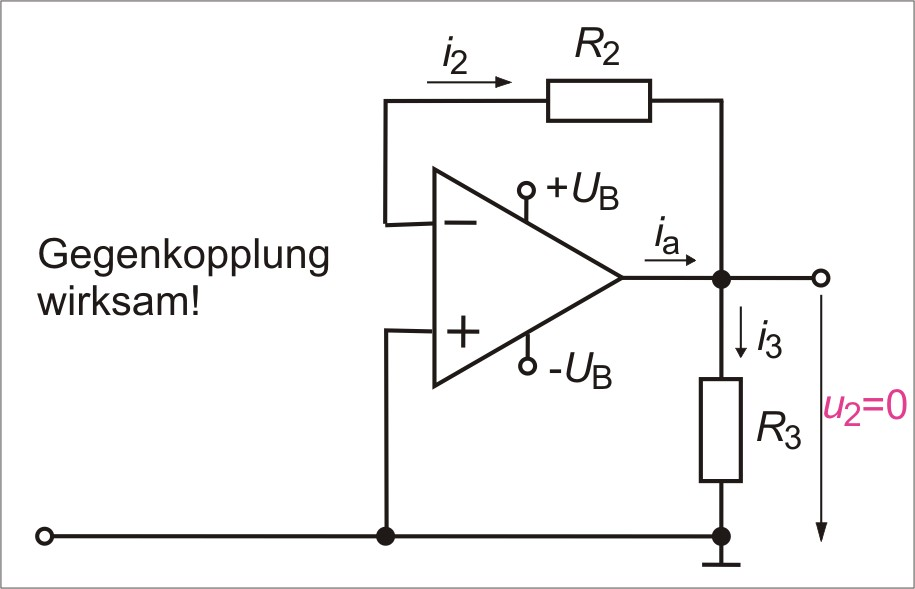 i2
R2
+UB
Gegenkopplung
wirksam!
ia
−
+
-UB
i3
R3
u2=0